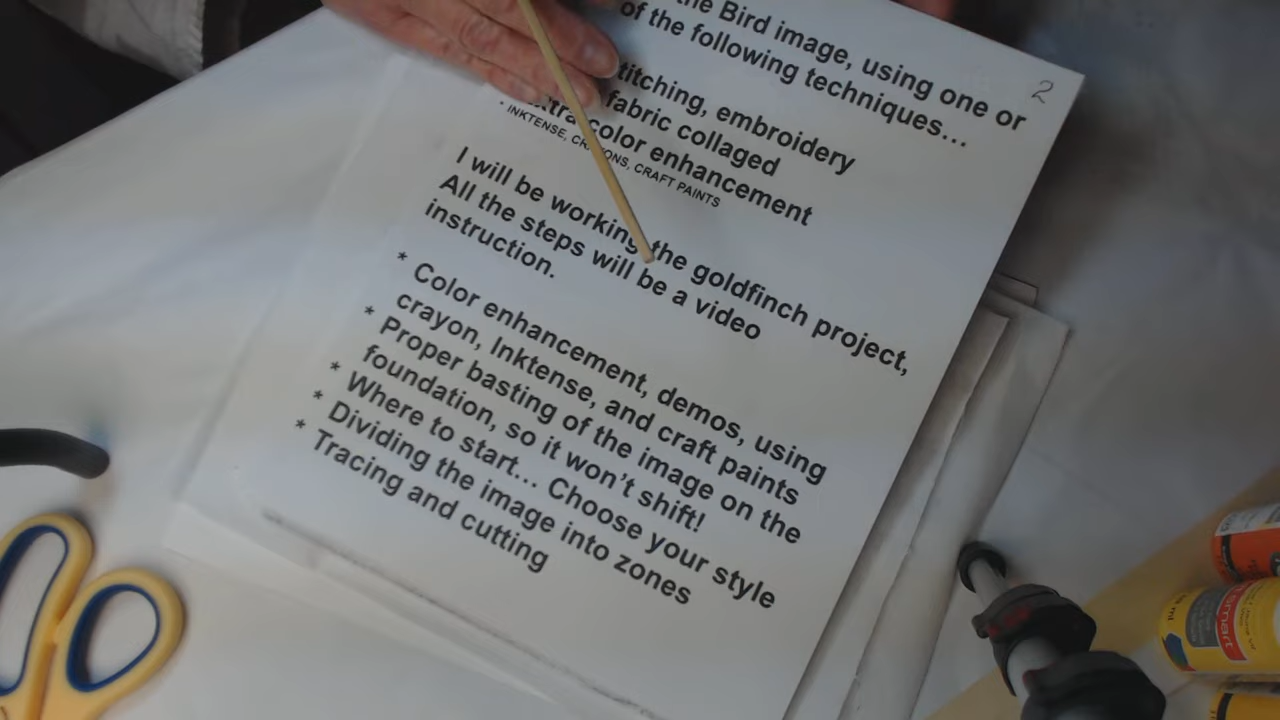 the Bird image, using one or
of the following techniques...
2
titching, embroidery
fabric collaged
xtra color enhancement
INKTENSE, CRAYONS, CRAFT PAINTS
I will be working the goldfinch project,
All the steps will be a video
instruction.
* Color enhancement, demos, using
crayon, Inktense, and craft paints
* Proper basting of the image on the
foundation, so it won't shift!
* Where to start... Choose your style
* Dividing the image into zones
* Tracing and cutting
smart